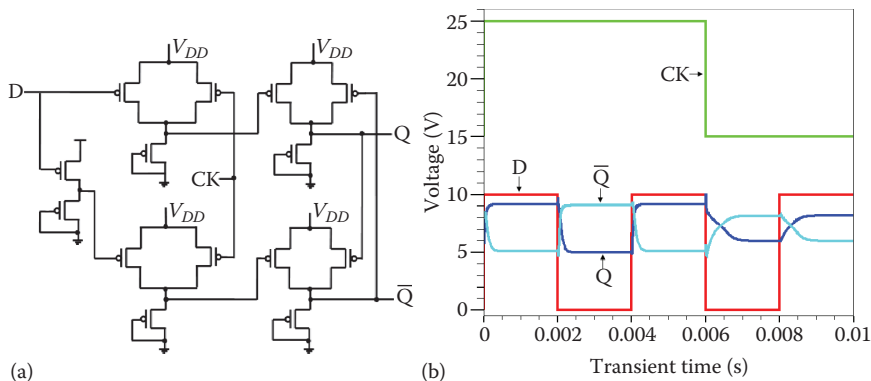 V_DD
V_DD
D
Q
CK
V_DD
V_DD
Q̅
(a)
25
20
15
10
5
0
Voltage (V)
CK
D
Q̅
Q
0
0.002
0.004
0.006
0.008
0.01
Transient time (s)
(b)